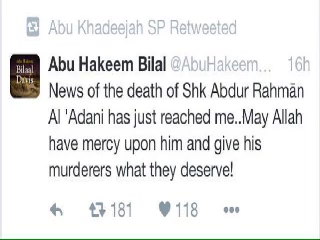 Abu Khadeejah SP Retweeted
Abu Hakeem Bilal @AbuHakeem... 16h
News of the death of Shk Abdur Rahmān
Al 'Adani has just reached me..May Allah
have mercy upon him and give his
murderers what they deserve!
181 118
Bilaal
Davis